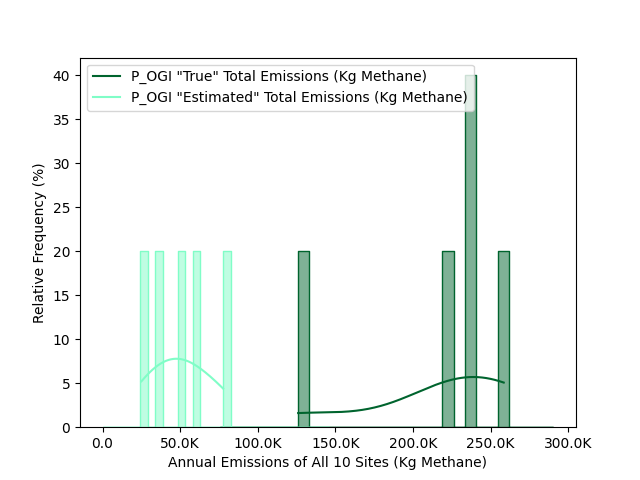 P_OGI "True" Total Emissions (Kg Methane)
P_OGI "Estimated" Total Emissions (Kg Methane)
Relative Frequency (%)
40
35
30
25
20
15
10
5
0
0.0 50.0K 100.0K 150.0K 200.0K 250.0K 300.0K
Annual Emissions of All 10 Sites (Kg Methane)